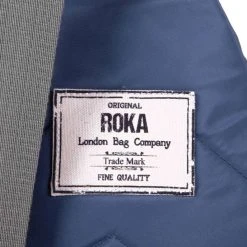 ORIGINAL
ROKA
London Bag Company
Trade Mark
FINE QUALITY